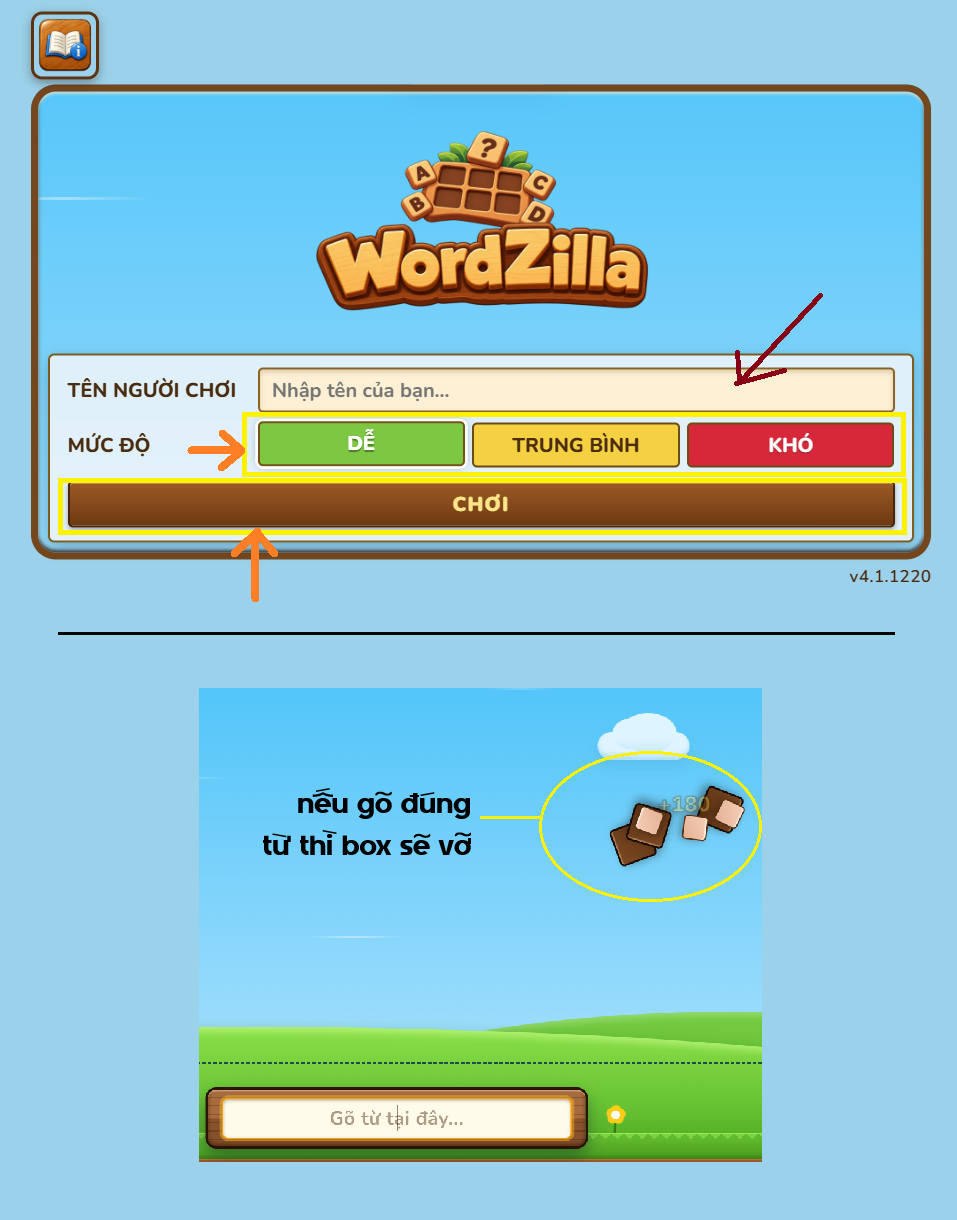 ?
A
C
B
D
WordZilla
TÊN NGƯỜI CHƠI
Nhập tên của bạn...
MỨC ĐỘ
DỄ
TRUNG BÌNH
KHÓ
CHƠI
v4.1.1220
nếu gõ đúng
từ thì box sẽ vỡ
+180
Gõ từ tại đây...